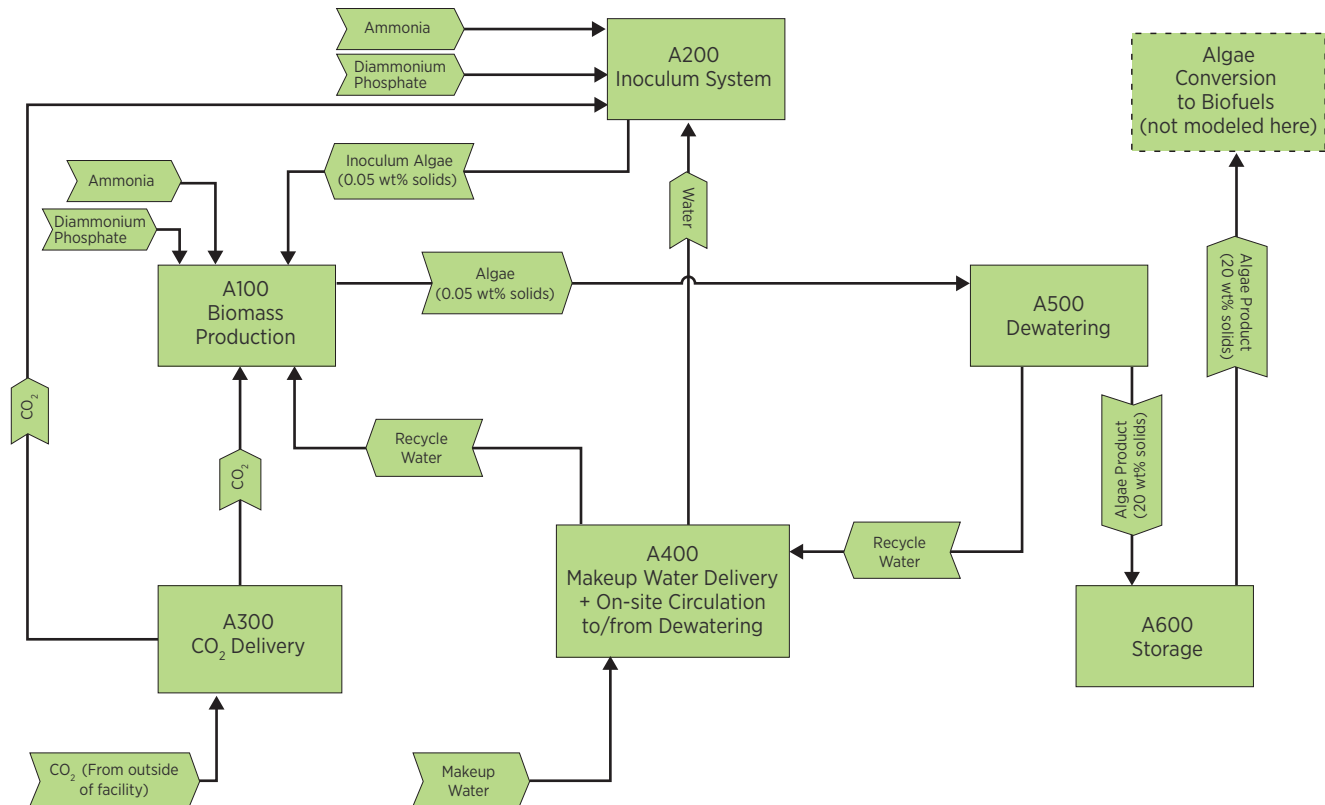 Ammonia
Diammonium
Phosphate
A200
Inoculum System
Algae
Conversion
to Biofuels
(not modeled here)
Inoculum Algae
(0.05 wt% solids)
Ammonia
Diammonium
Phosphate
Water
A100
Biomass
Production
Algae
(0.05 wt% solids)
A500
Dewatering
Algae Product
(20 wt% solids)
CO₂
Recycle
Water
CO₂
Algae Product
(20 wt% solids)
A400
Makeup Water Delivery
+ On-site Circulation
to/from Dewatering
Recycle
Water
A300
CO₂ Delivery
A600
Storage
CO₂ (From outside
of facility)
Makeup
Water